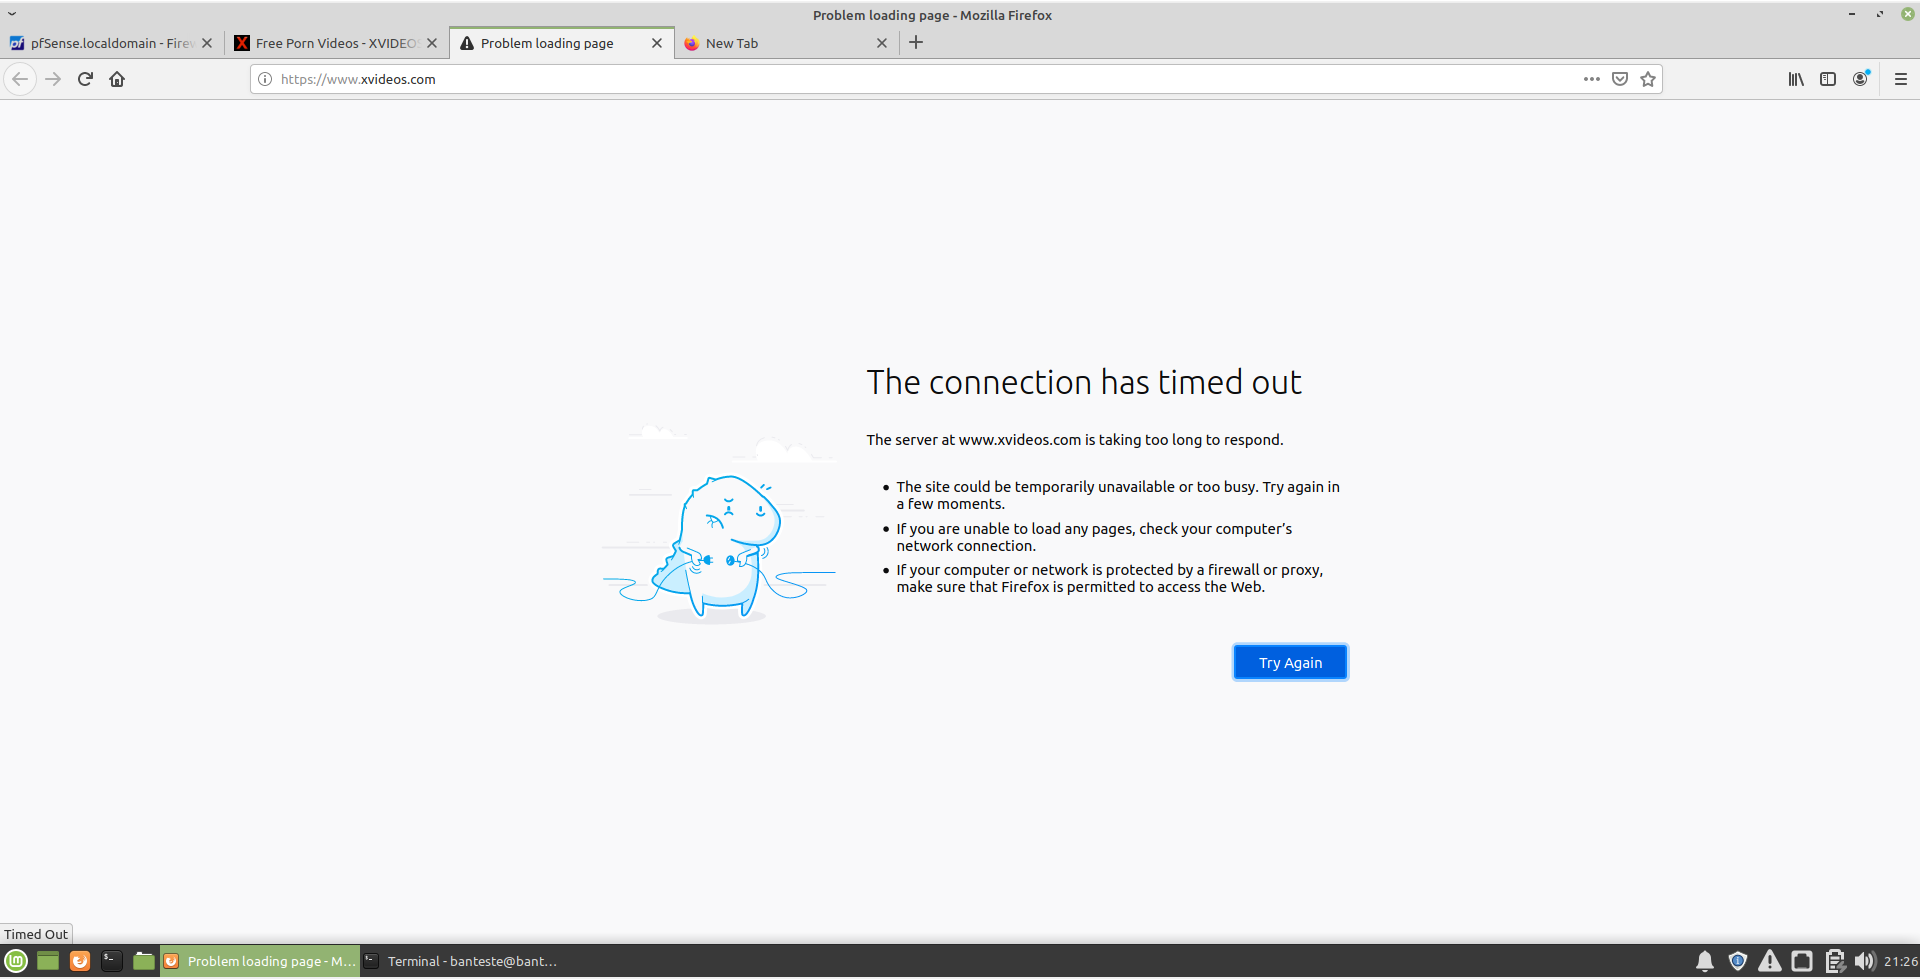 Problem loading page - Mozilla Firefox
pfSense.localdomain - Firew
Free Porn Videos - XVIDEOS
Problem loading page
New Tab
https://www.xvideos.com
The connection has timed out
The server at www.xvideos.com is taking too long to respond.
The site could be temporarily unavailable or too busy. Try again in
a few moments.
If you are unable to load any pages, check your computer’s
network connection.
If your computer or network is protected by a firewall or proxy,
make sure that Firefox is permitted to access the Web.
Try Again
Timed Out
Problem loading page - M...
Terminal - banteste@bant...
21:26